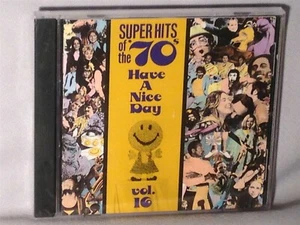 SUPER HITS
of the '70s
Have
A
Nice
Day
vol.
16